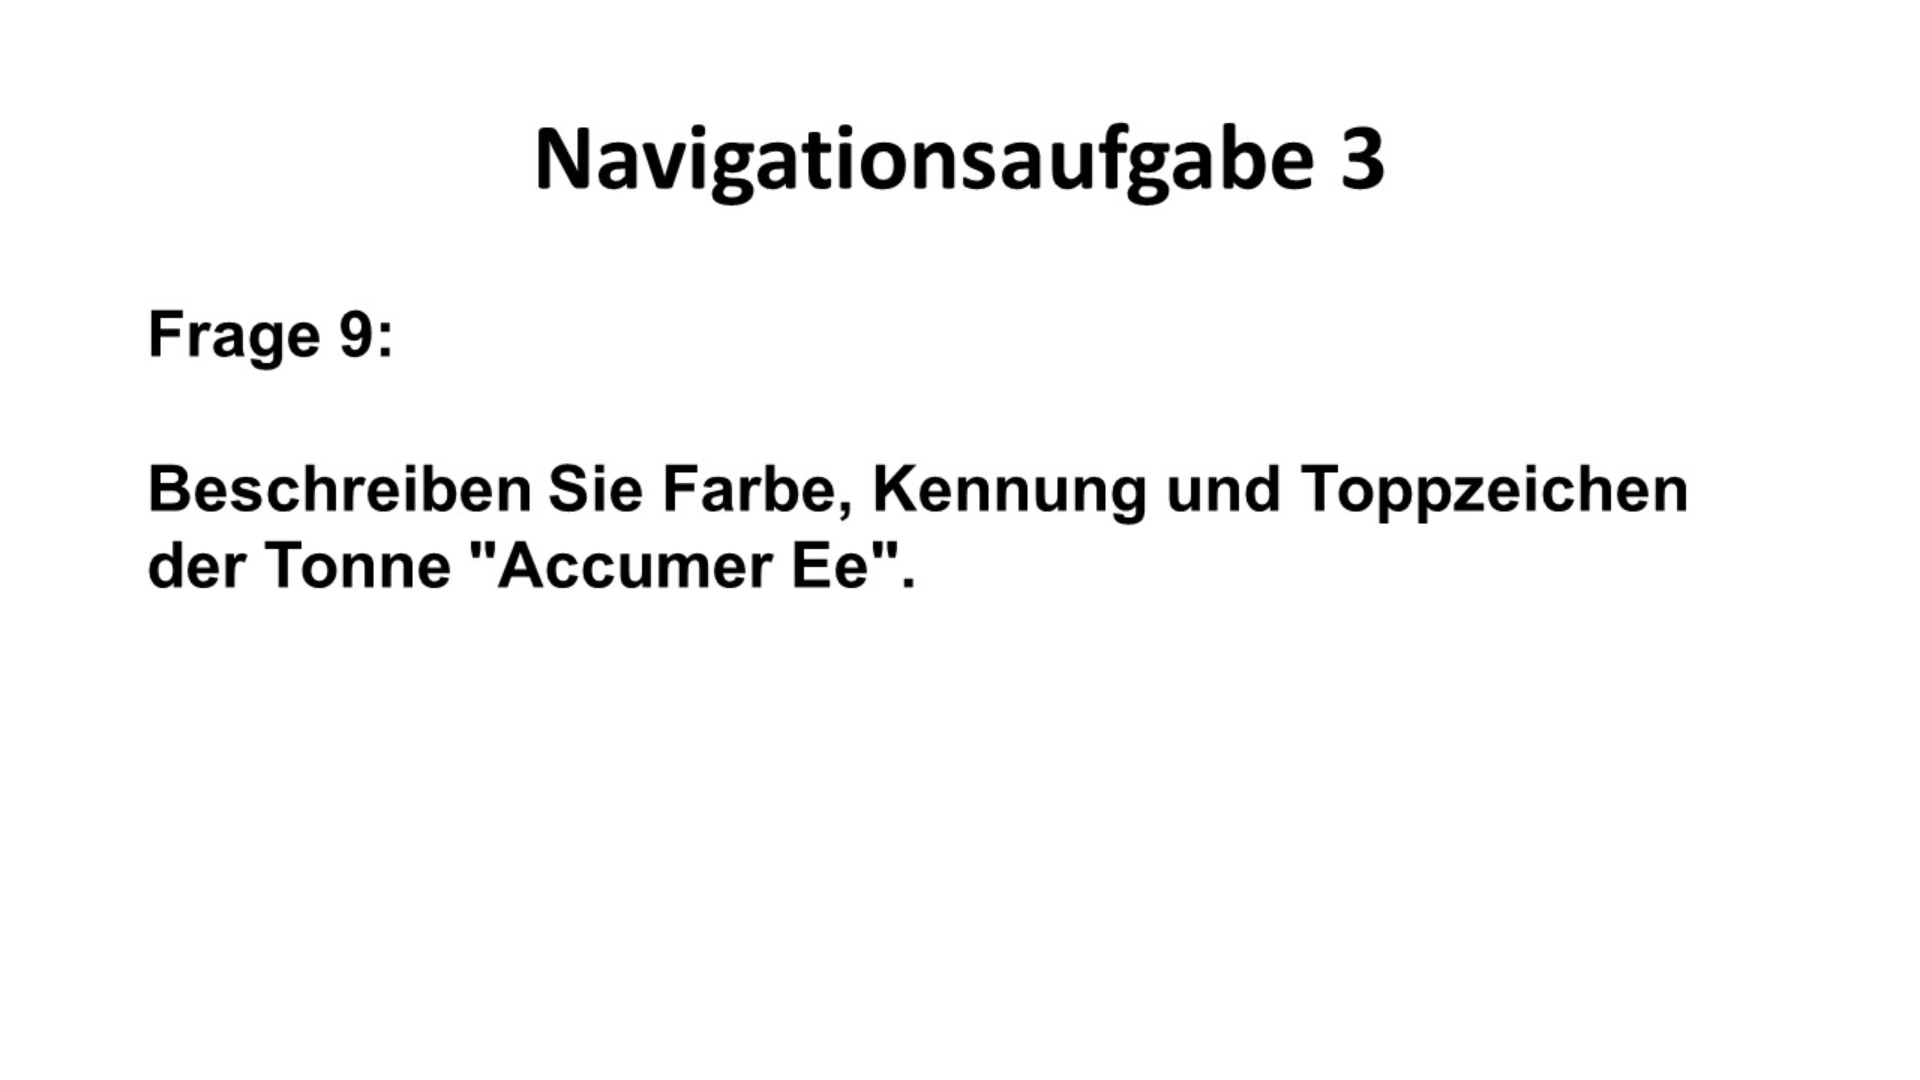 Navigationsaufgabe 3
Frage 9:
Beschreiben Sie Farbe, Kennung und Toppzeichen
der Tonne "Accumer Ee".